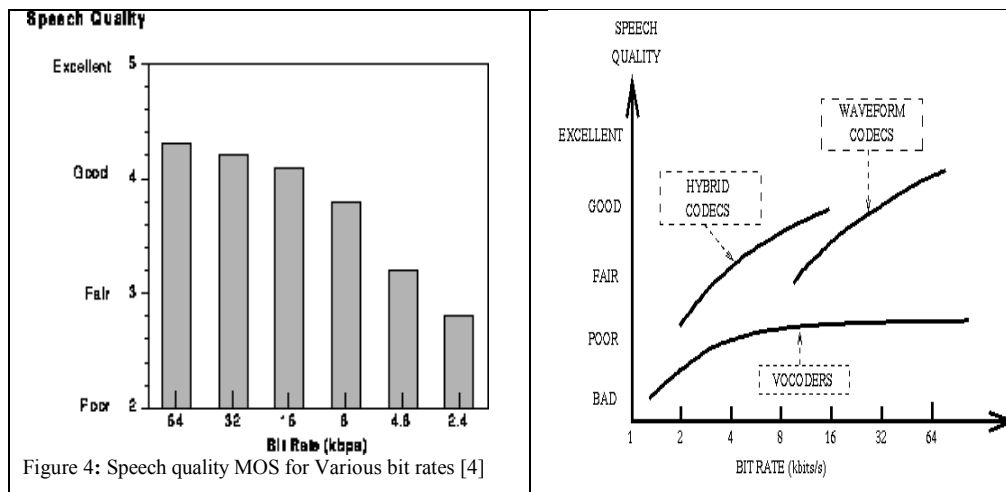 Speech Quality
Excellent 5
Good 4
Fair 3
Poor 2
64 32 16 8 4.8 2.4
Bit Rate (kbps)
Figure 4: Speech quality MOS for Various bit rates [4]
SPEECH
QUALITY
EXCELLENT
GOOD
FAIR
POOR
BAD
WAVEFORM
CODECS
HYBRID
CODECS
VOCODERS
1 2 4 8 16 32 64
BIT RATE (kbits/s)